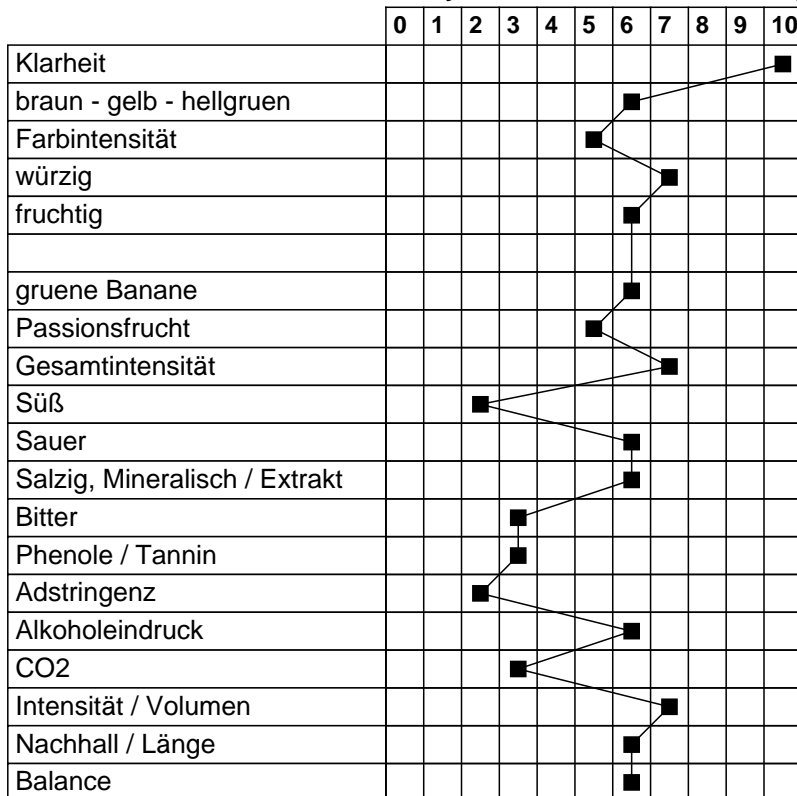 0 1 2 3 4 5 6 7 8 9 10
Klarheit
braun - gelb - hellgruen
Farbintensität
würzig
fruchtig
gruene Banane
Passionsfrucht
Gesamtintensität
Süß
Sauer
Salzig, Mineralisch / Extrakt
Bitter
Phenole / Tannin
Adstringenz
Alkoholeindruck
CO2
Intensität / Volumen
Nachhall / Länge
Balance